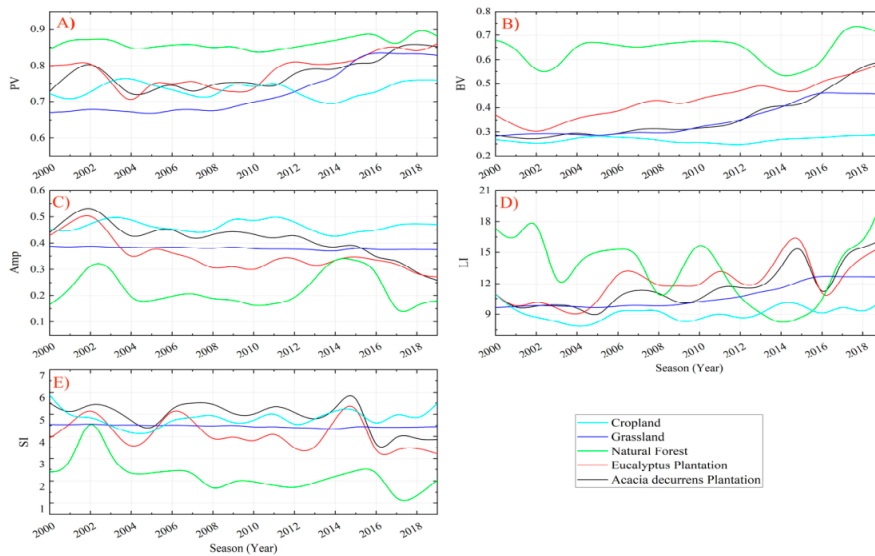 A)
0.9
0.8
0.7
0.6
PV
2000 2002 2004 2006 2008 2010 2012 2014 2016 2018
B)
0.8
0.7
0.6
0.5
0.4
0.3
0.2
BV
2000 2002 2004 2006 2008 2010 2012 2014 2016 2018
C)
0.6
0.5
0.4
0.3
0.2
0.1
Amp
2000 2002 2004 2006 2008 2010 2012 2014 2016 2018
D)
21
18
15
12
9
LI
2000 2002 2004 2006 2008 2010 2012 2014 2016 2018
Season (Year)
E)
7
6
5
4
3
2
1
SI
2000 2002 2004 2006 2008 2010 2012 2014 2016 2018
Season (Year)
Cropland
Grassland
Natural Forest
Eucalyptus Plantation
Acacia decurrens Plantation